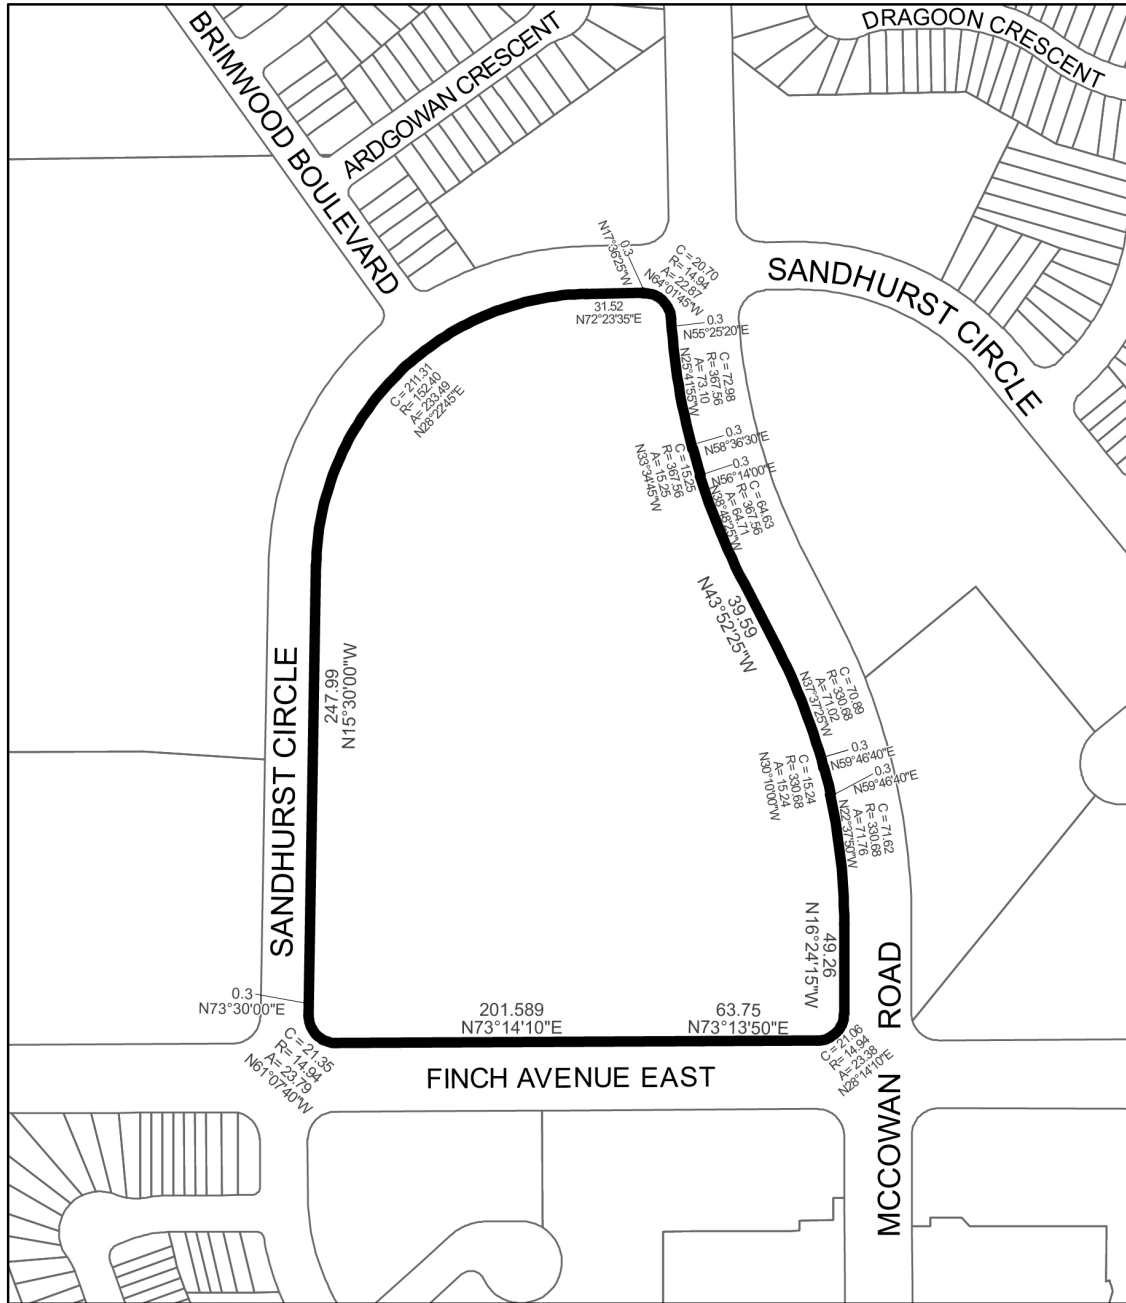 DRAGOON CRESCENT
BRIMWOOD BOULEVARD
ARDGOWAN CRESCENT
0.3
N17°36'25"W
C = 20.70
R= 14.94
A= 22.87
N64°01'45"W
SANDHURST CIRCLE
31.52
N72°23'35"E
0.3
N55°25'20"E
C = 211.31
R= 152.40
A= 233.49
N28°22'45"E
C = 72.98
R= 367.56
A= 73.10
N25°41'55"W
0.3
N58°36'30"E
C = 15.25
R= 367.56
A= 15.25
N33°34'45"W
0.3
N56°14'00"E
C = 64.63
R= 367.56
A= 64.71
N38°48'25"W
39.59
N43°52'25"W
SANDHURST CIRCLE
247.99
N15°30'00"W
C = 70.89
R= 330.68
A= 71.02
N37°37'25"W
0.3
N59°46'40"E
C = 15.24
R= 330.68
A= 15.24
N30°10'00"W
0.3
N59°46'40"E
C = 71.62
R= 330.68
A= 71.76
N22°37'50"W
49.26
N16°24'15"W
0.3
N73°30'00"E
201.589
N73°14'10"E
63.75
N73°13'50"E
C = 21.35
R= 14.94
A= 23.79
N61°07'40"W
C = 21.06
R= 14.94
A= 23.38
N28°14'10"E
FINCH AVENUE EAST
MCCOWAN ROAD